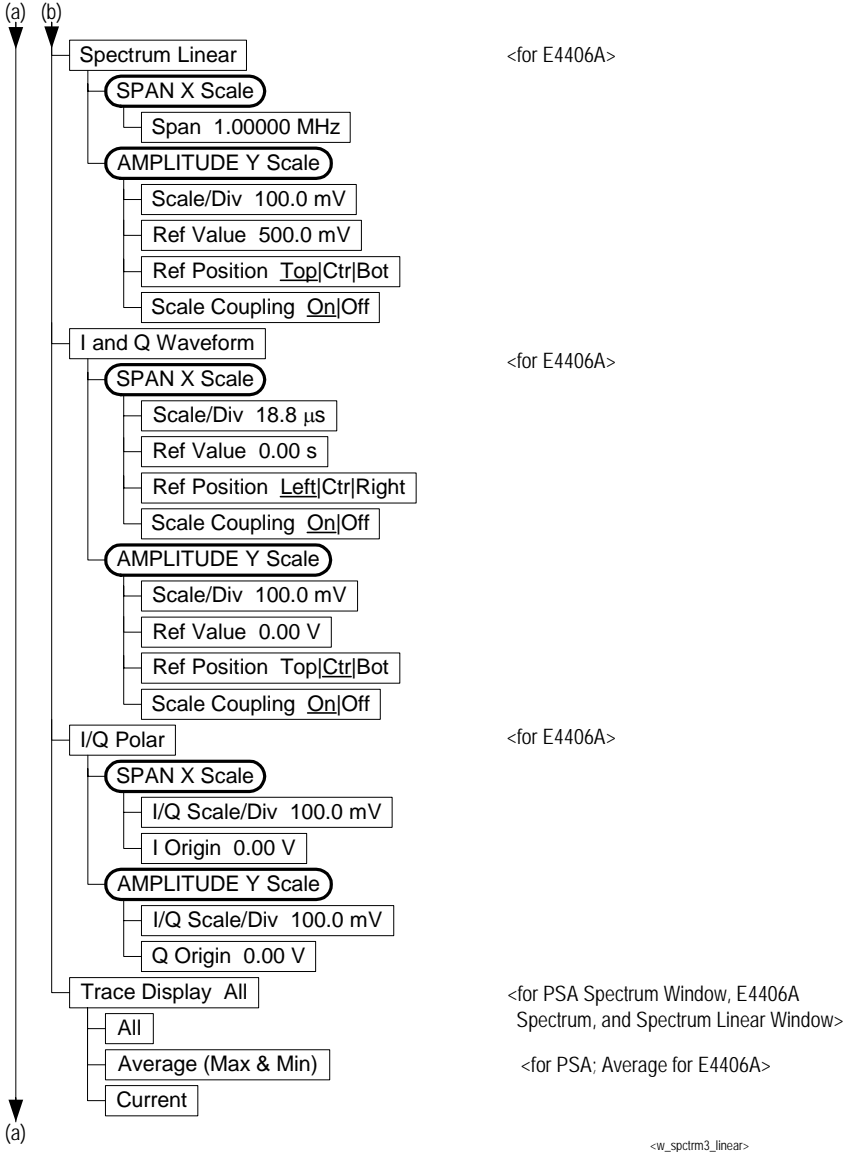 (a) (b)
Spectrum Linear <for E4406A>
SPAN X Scale
Span 1.00000 MHz
AMPLITUDE Y Scale
Scale/Div 100.0 mV
Ref Value 500.0 mV
Ref Position Top|Ctr|Bot
Scale Coupling On|Off
I and Q Waveform <for E4406A>
SPAN X Scale
Scale/Div 18.8 μs
Ref Value 0.00 s
Ref Position Left|Ctr|Right
Scale Coupling On|Off
AMPLITUDE Y Scale
Scale/Div 100.0 mV
Ref Value 0.00 V
Ref Position Top|Ctr|Bot
Scale Coupling On|Off
I/Q Polar <for E4406A>
SPAN X Scale
I/Q Scale/Div 100.0 mV
I Origin 0.00 V
AMPLITUDE Y Scale
I/Q Scale/Div 100.0 mV
Q Origin 0.00 V
Trace Display All <for PSA Spectrum Window, E4406A
All Spectrum, and Spectrum Linear Window>
Average (Max & Min) <for PSA; Average for E4406A>
Current
(a)
<w_spctrm3_linear>